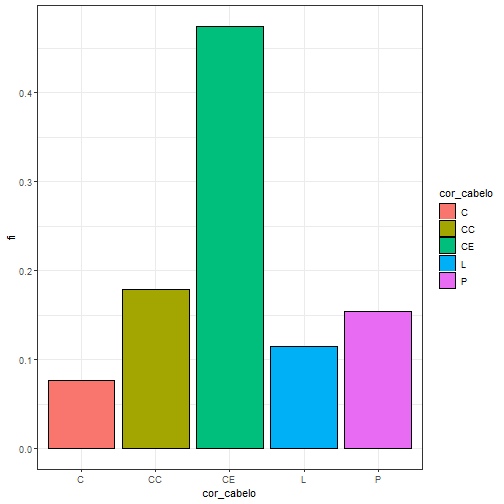 0.4
0.3
0.2
0.1
0.0
fi
C CC CE L P
cor_cabelo
cor_cabelo
C
CC
CE
L
P